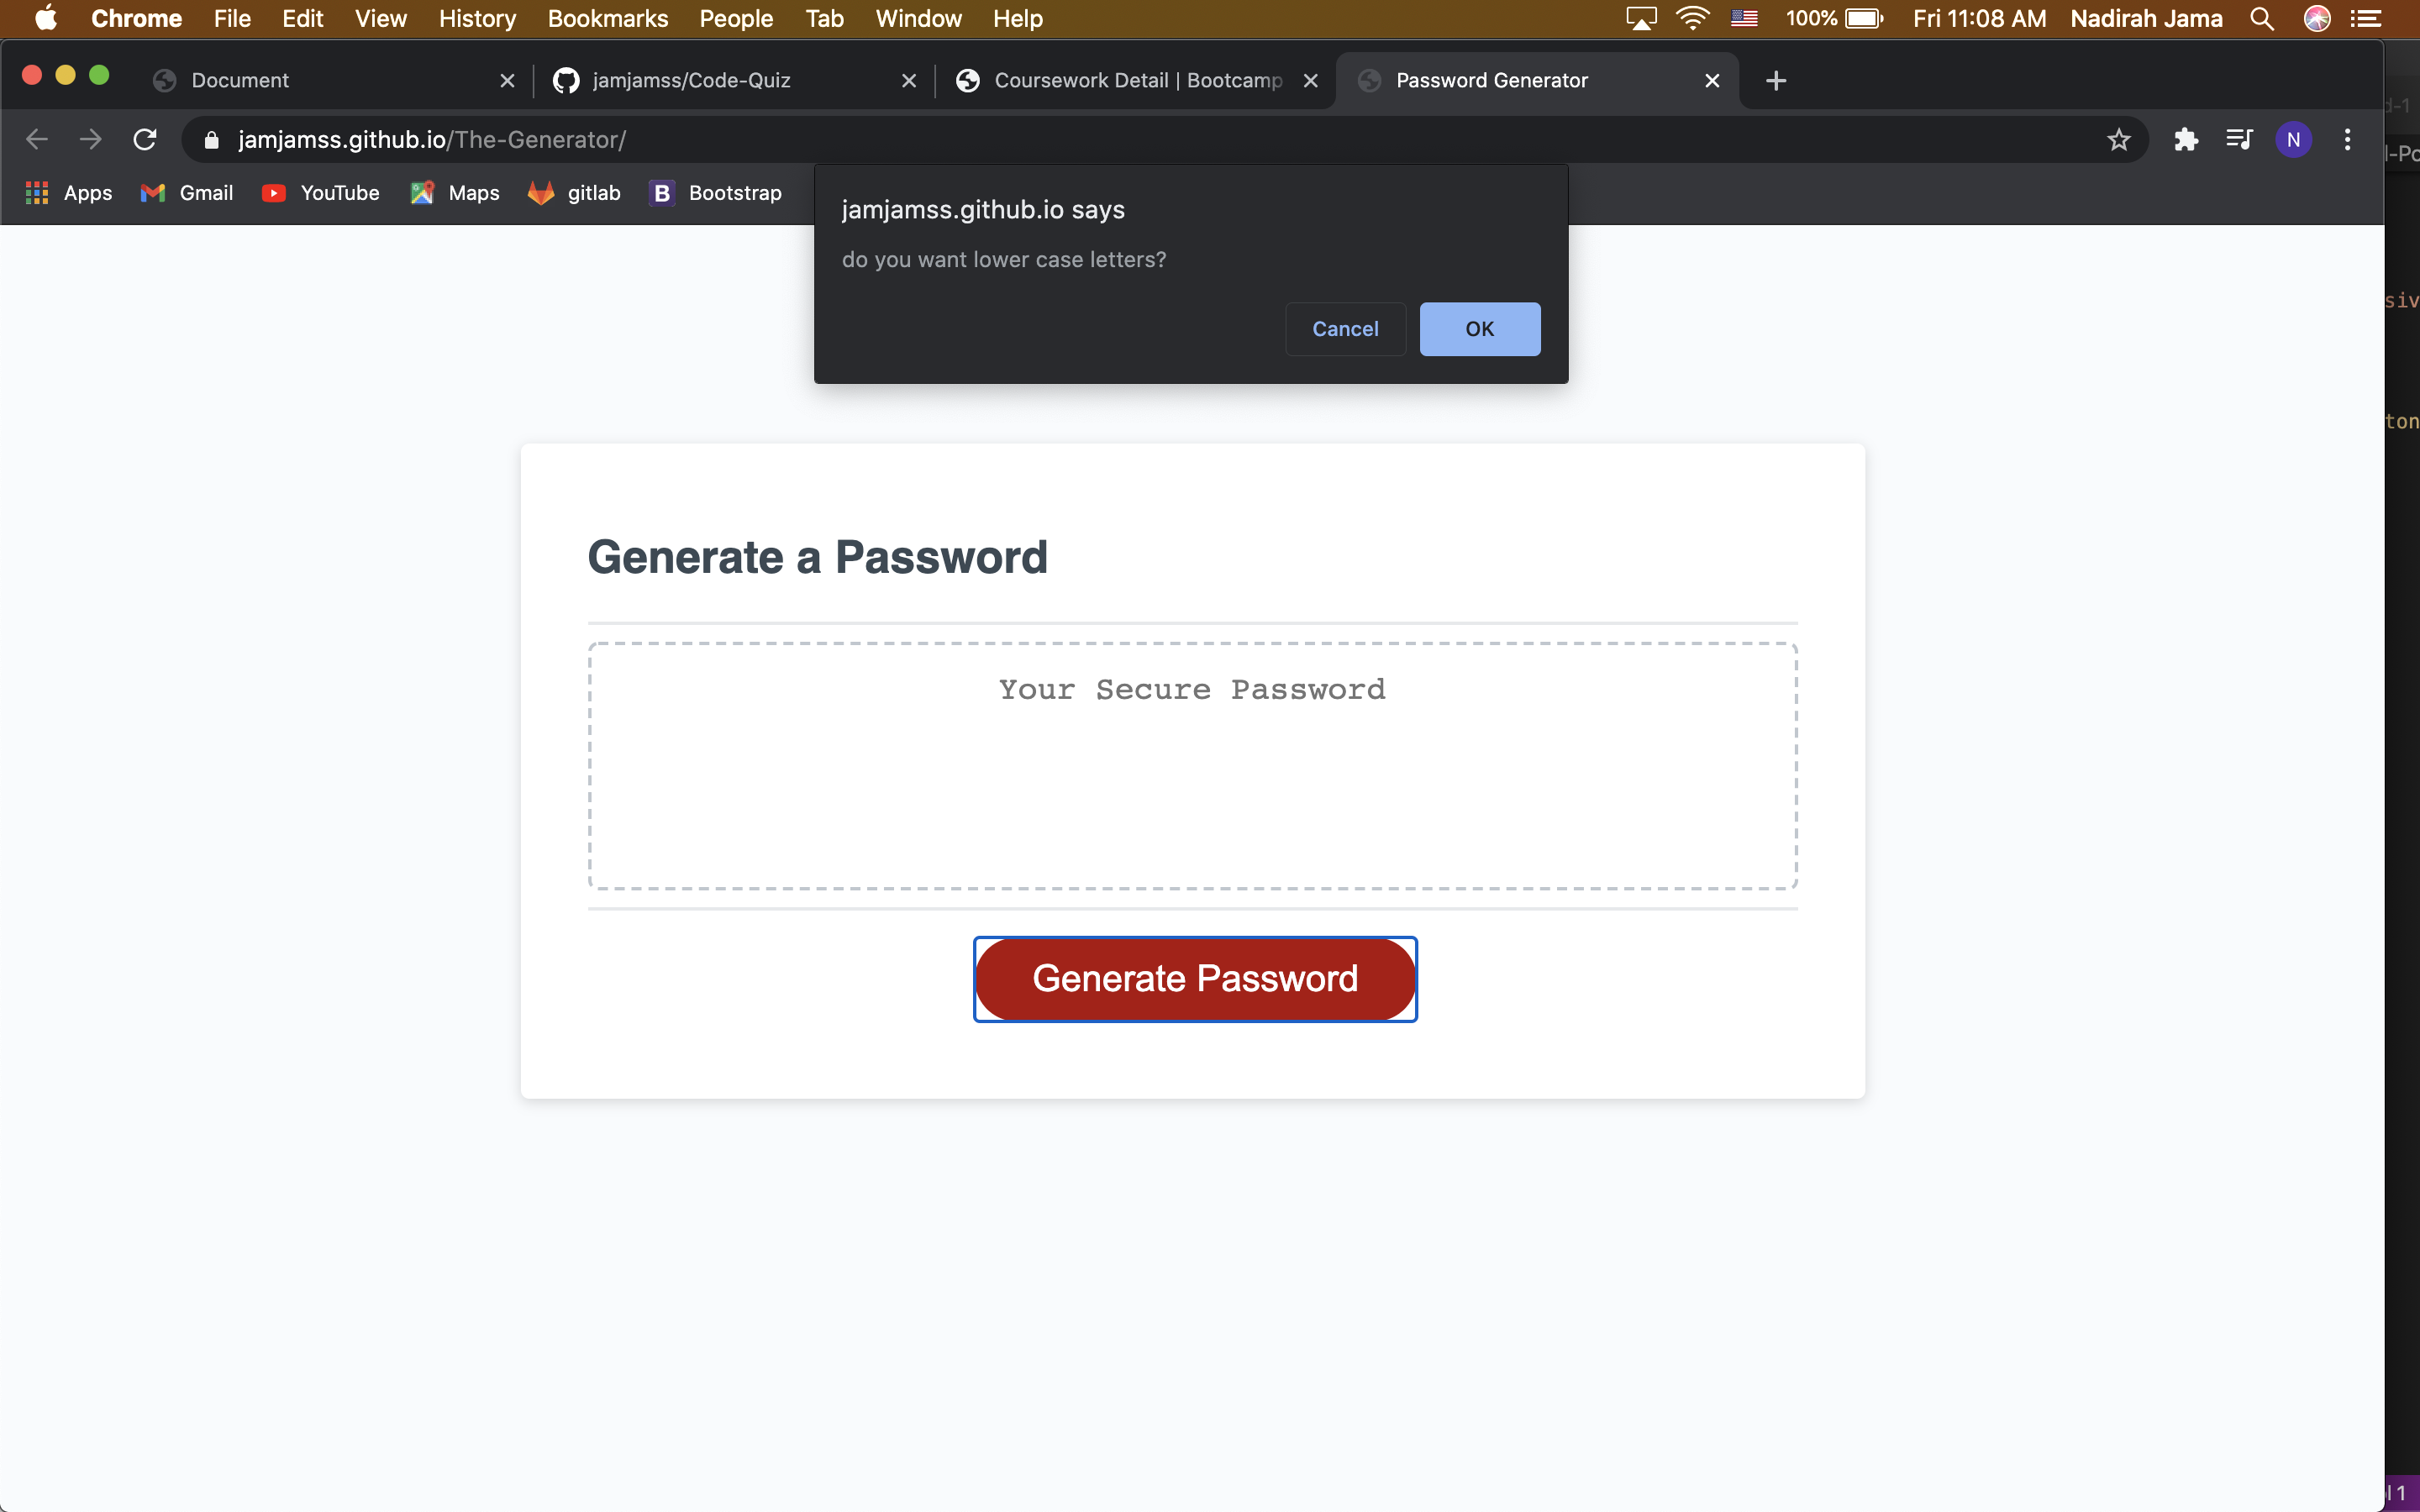 Chrome File Edit View History Bookmarks People Tab Window Help 100% Fri 11:08 AM Nadirah Jama
Document jamjamss/Code-Quiz Coursework Detail | Bootcamp Password Generator
jamjamss.github.io/The-Generator/ N
Apps Gmail YouTube Maps gitlab B Bootstrap
jamjamss.github.io says
do you want lower case letters?
Cancel OK
Generate a Password
Your Secure Password
Generate Password